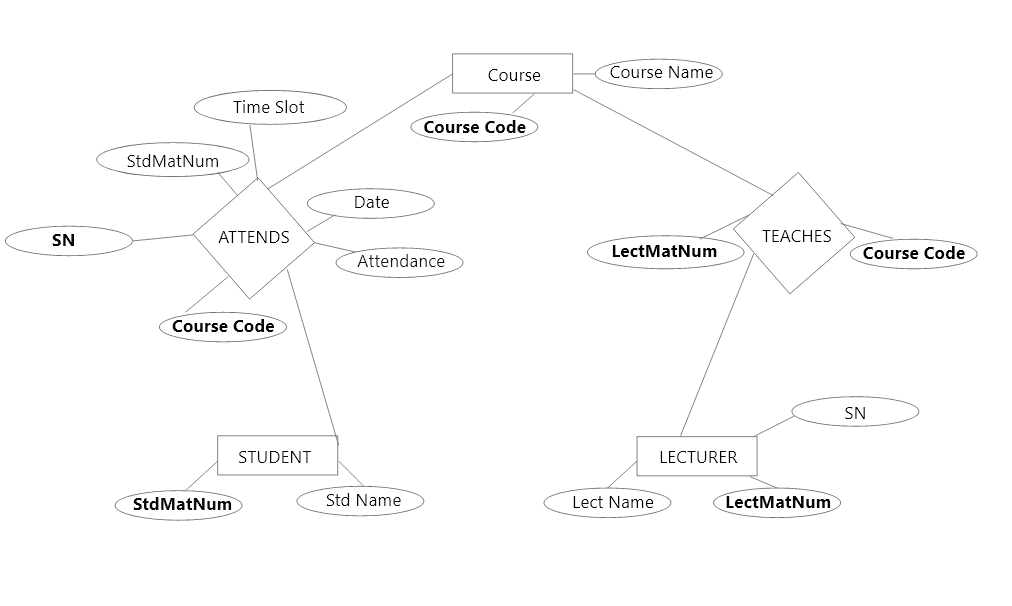 Course
Course Name
Time Slot
Course Code
StdMatNum
Date
SN
ATTENDS
TEACHES
Attendance
LectMatNum
Course Code
Course Code
SN
STUDENT
LECTURER
StdMatNum
Std Name
Lect Name
LectMatNum